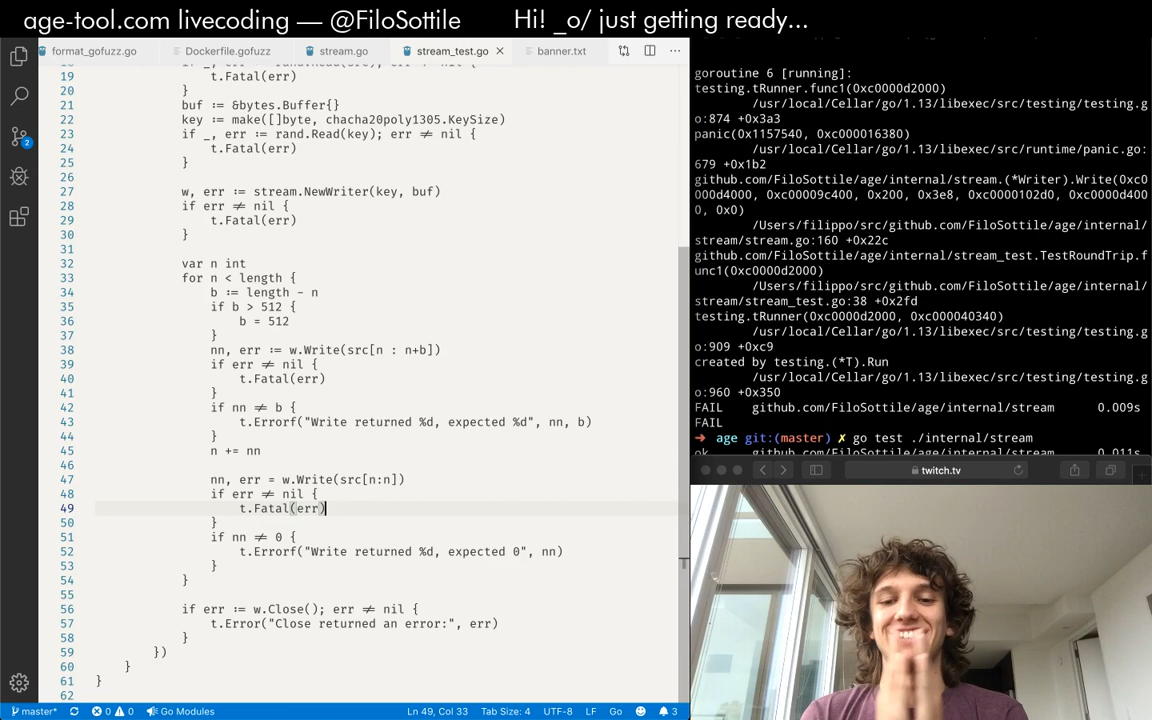 age-tool.com livecoding — @FiloSottile
Hi! _o/ just getting ready...
format_gofuzz.go
Dockerfile.gofuzz
stream.go
stream_test.go
banner.txt
19 t.Fatal(err)
20 }
21 buf := &bytes.Buffer{}
22 key := make([]byte, chacha20poly1305.KeySize)
23 if _, err := rand.Read(key); err ≠ nil {
24 t.Fatal(err)
25 }
26
27 w, err := stream.NewWriter(key, buf)
28 if err ≠ nil {
29 t.Fatal(err)
30 }
31
32 var n int
33 for n < length {
34 b := length - n
35 if b > 512 {
36 b = 512
37 }
38 nn, err := w.Write(src[n : n+b])
39 if err ≠ nil {
40 t.Fatal(err)
41 }
42 if nn ≠ b {
43 t.Errorf("Write returned %d, expected %d", nn, b)
44 }
45 n += nn
46
47 nn, err = w.Write(src[n:n])
48 if err ≠ nil {
49 t.Fatal(err)
50 }
51 if nn ≠ 0 {
52 t.Errorf("Write returned %d, expected 0", nn)
53 }
54 }
55
56 if err := w.Close(); err ≠ nil {
57 t.Error("Close returned an error:", err)
58 }
59 })
60 }
61 }
62
2
master*
0 0
Go Modules
Ln 49, Col 33
Tab Size: 4
UTF-8
LF
Go
3
goroutine 6 [running]:
testing.tRunner.func1(0xc0000d2000)
/usr/local/Cellar/go/1.13/libexec/src/testing/testing.g
o:874 +0x3a3
panic(0x1157540, 0xc000016380)
/usr/local/Cellar/go/1.13/libexec/src/runtime/panic.go:
679 +0x1b2
github.com/FiloSottile/age/internal/stream.(*Writer).Write(0xc0
000d4000, 0xc00009c400, 0x200, 0x3e8, 0xc0000102d0, 0xc0000d400
0, 0x0)
/Users/filippo/src/github.com/FiloSottile/age/internal/
stream/stream.go:160 +0x22c
github.com/FiloSottile/age/internal/stream_test.TestRoundTrip.f
unc1(0xc0000d2000)
/Users/filippo/src/github.com/FiloSottile/age/internal/
stream/stream_test.go:38 +0x2fd
testing.tRunner(0xc0000d2000, 0xc000040340)
/usr/local/Cellar/go/1.13/libexec/src/testing/testing.g
o:909 +0xc9
created by testing.(*T).Run
/usr/local/Cellar/go/1.13/libexec/src/testing/testing.g
o:960 +0x350
FAIL github.com/FiloSottile/age/internal/stream 0.009s
FAIL
➜ age git:(master) ✗ go test ./internal/stream
ok github.com/FiloSottile/age/internal/stream 0.011s
twitch.tv